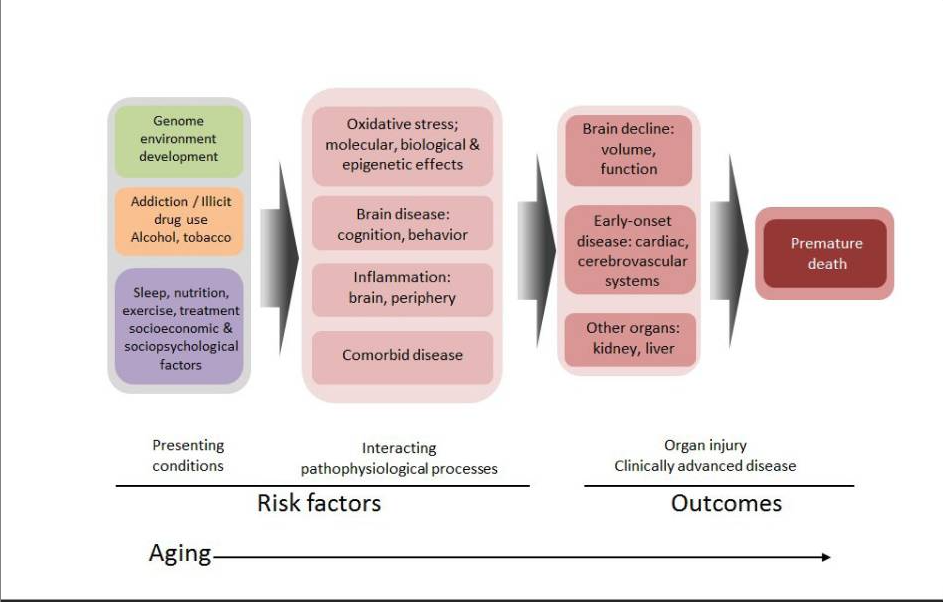 Genome
environment
development
Addiction / Illicit
drug use
Alcohol, tobacco
Sleep, nutrition,
exercise, treatment
socioeconomic &
sociopsychological
factors
Oxidative stress;
molecular, biological &
epigenetic effects
Brain disease:
cognition, behavior
Inflammation:
brain, periphery
Comorbid disease
Brain decline:
volume,
function
Early-onset
disease: cardiac,
cerebrovascular
systems
Other organs:
kidney, liver
Premature
death
Presenting
conditions
Interacting
pathophysiological processes
Organ injury
Clinically advanced disease
Risk factors
Outcomes
Aging